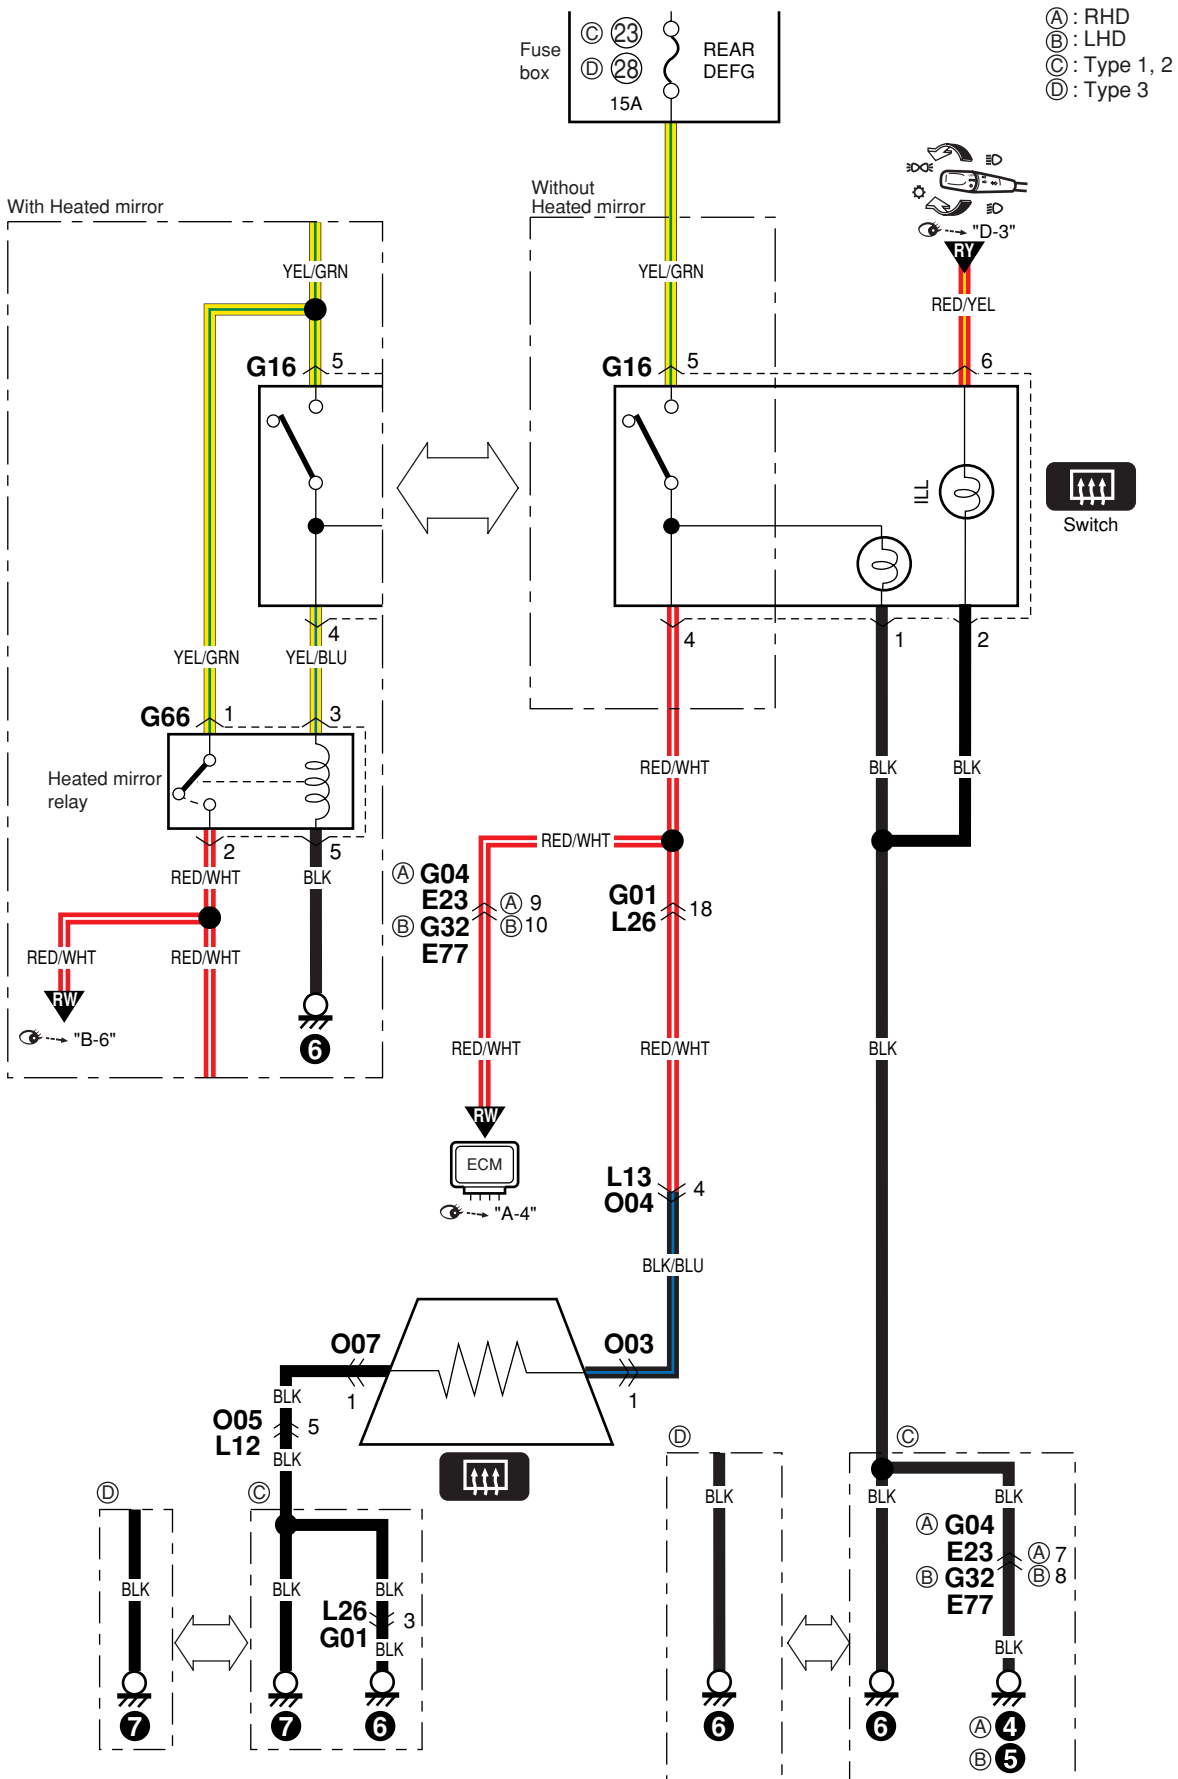 Ⓐ : RHD
Ⓑ : LHD
Ⓒ : Type 1, 2
Ⓓ : Type 3
Fuse
box
Ⓒ 23
Ⓓ 28
15A
REAR
DEFG
With Heated mirror
Without
Heated mirror
"D-3"
RY
YEL/GRN
YEL/GRN
RED/YEL
G16 5
G16 5
6
ILL
Switch
4
4
1
2
YEL/GRN
YEL/BLU
G66 1
3
Heated mirror
relay
RED/WHT
BLK
BLK
2
5
RED/WHT
BLK
RED/WHT
Ⓐ G04
E23
Ⓑ G32
E77
Ⓐ 9
Ⓑ 10
G01
L26
18
RED/WHT
RED/WHT
RW
"B-6"
6
RED/WHT
RED/WHT
BLK
RW
ECM
"A-4"
L13
O04
4
BLK/BLU
O07
1
O03
1
BLK
O05
L12
5
BLK
Ⓓ
Ⓒ
Ⓓ
Ⓒ
BLK
BLK
BLK
Ⓐ G04
E23
Ⓑ G32
E77
Ⓐ 7
Ⓑ 8
BLK
BLK
BLK
BLK
L26
G01
3
BLK
BLK
7
7
6
6
6
Ⓐ 4
Ⓑ 5